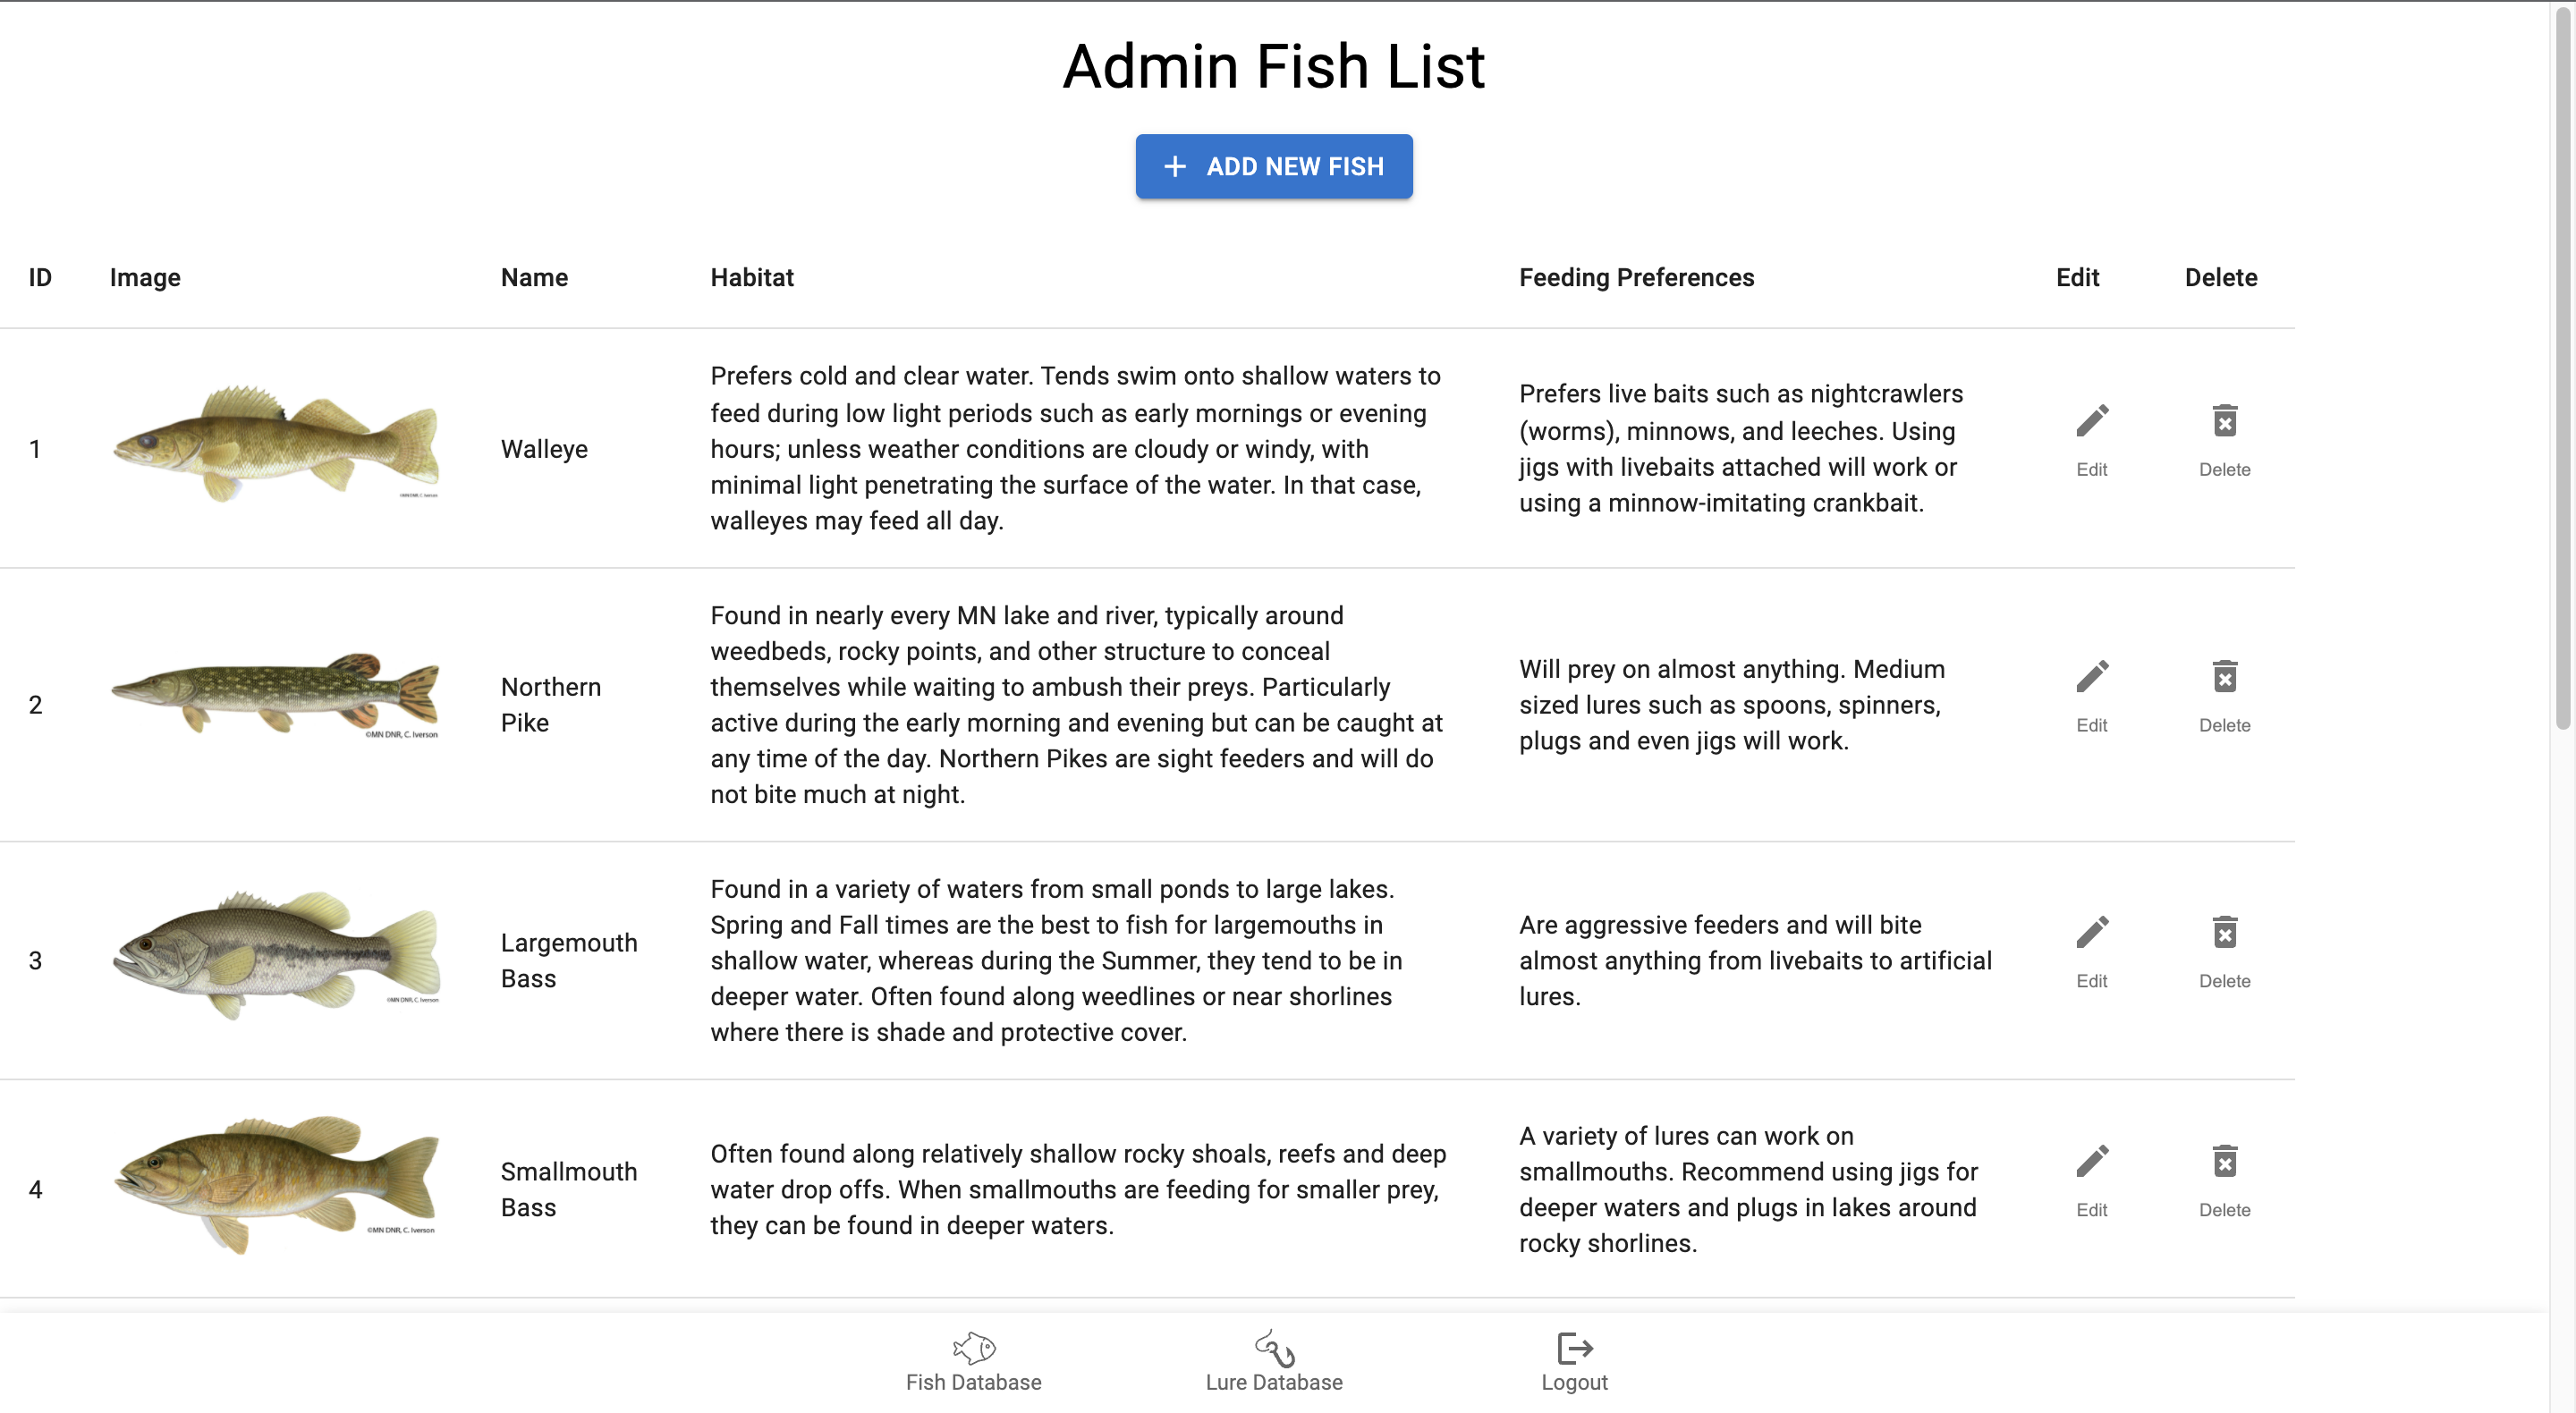 Admin Fish List
+ ADD NEW FISH
ID Image Name Habitat Feeding Preferences Edit Delete
1
©MN DNR, C. Iverson
Walleye
Prefers cold and clear water. Tends swim onto shallow waters to
feed during low light periods such as early mornings or evening
hours; unless weather conditions are cloudy or windy, with
minimal light penetrating the surface of the water. In that case,
walleyes may feed all day.
Prefers live baits such as nightcrawlers
(worms), minnows, and leeches. Using
jigs with livebaits attached will work or
using a minnow-imitating crankbait.
Edit
Delete
2
©MN DNR, C. Iverson
Northern
Pike
Found in nearly every MN lake and river, typically around
weedbeds, rocky points, and other structure to conceal
themselves while waiting to ambush their preys. Particularly
active during the early morning and evening but can be caught at
any time of the day. Northern Pikes are sight feeders and will do
not bite much at night.
Will prey on almost anything. Medium
sized lures such as spoons, spinners,
plugs and even jigs will work.
Edit
Delete
3
©MN DNR, C. Iverson
Largemouth
Bass
Found in a variety of waters from small ponds to large lakes.
Spring and Fall times are the best to fish for largemouths in
shallow water, whereas during the Summer, they tend to be in
deeper water. Often found along weedlines or near shorlines
where there is shade and protective cover.
Are aggressive feeders and will bite
almost anything from livebaits to artificial
lures.
Edit
Delete
4
©MN DNR, C. Iverson
Smallmouth
Bass
Often found along relatively shallow rocky shoals, reefs and deep
water drop offs. When smallmouths are feeding for smaller prey,
they can be found in deeper waters.
A variety of lures can work on
smallmouths. Recommend using jigs for
deeper waters and plugs in lakes around
rocky shorlines.
Edit
Delete
Fish Database
Lure Database
Logout